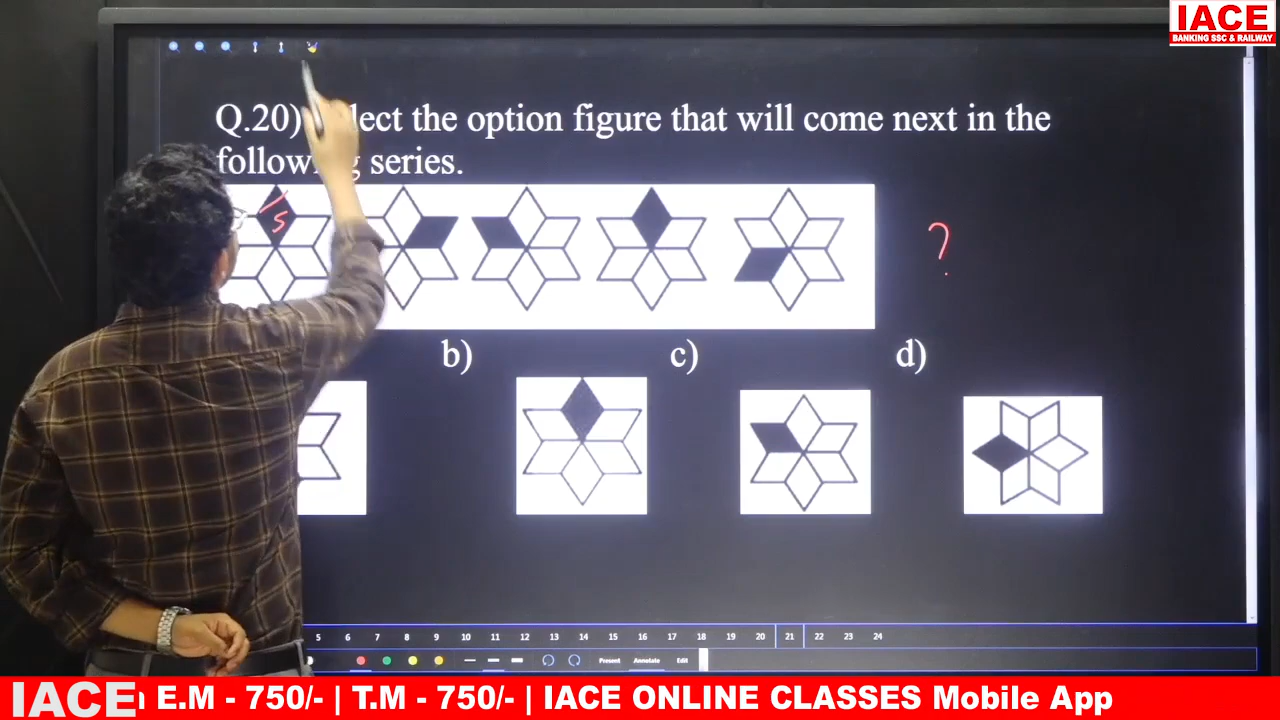 IACE
BANKING SSC & RAILWAY
Q.20) lect the option figure that will come next in the
series.
5
?
b) c) d)
5 6 7 8 9 10 11 12 13 14 15 16 17 18 19 20 21 22 23 24
Present Annotate Edit
IACE E.M - 750/- | T.M - 750/- | IACE ONLINE CLASSES Mobile App